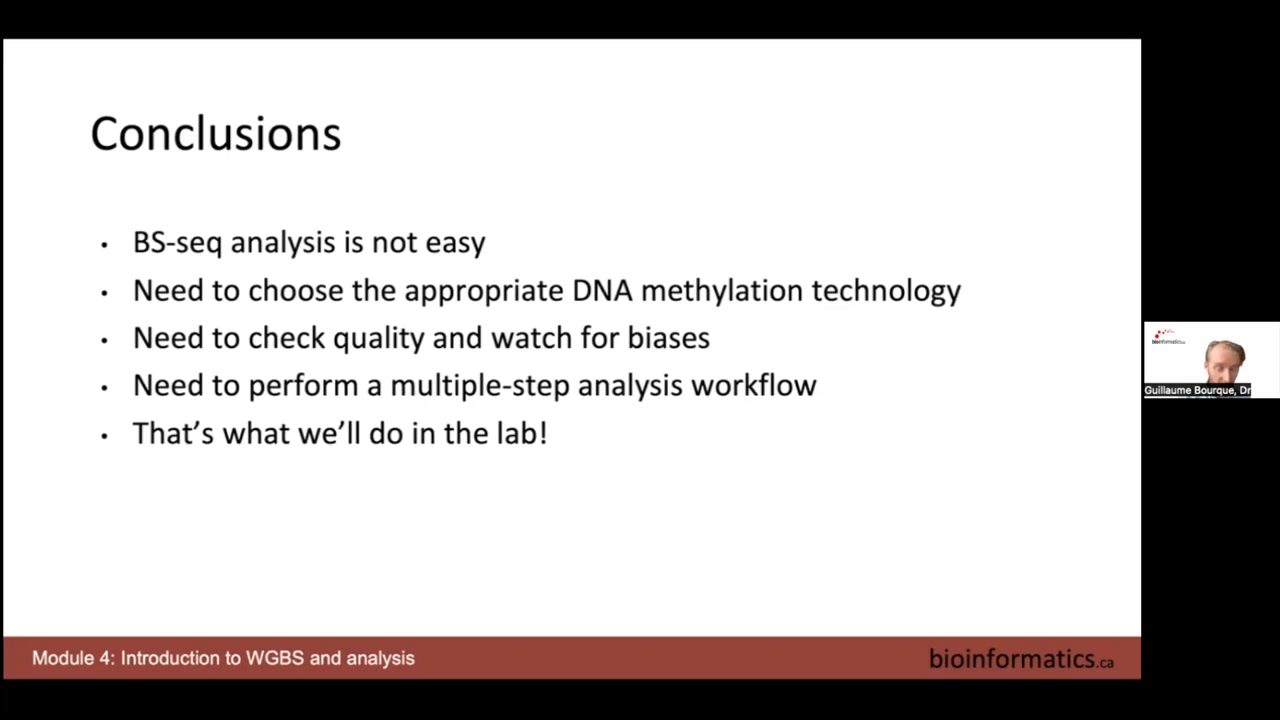 Conclusions
• BS-seq analysis is not easy
• Need to choose the appropriate DNA methylation technology
• Need to check quality and watch for biases
• Need to perform a multiple-step analysis workflow
• That's what we'll do in the lab!
bioinformatics.ca
Guillaume Bourque, Dr
Module 4: Introduction to WGBS and analysis
bioinformatics.ca